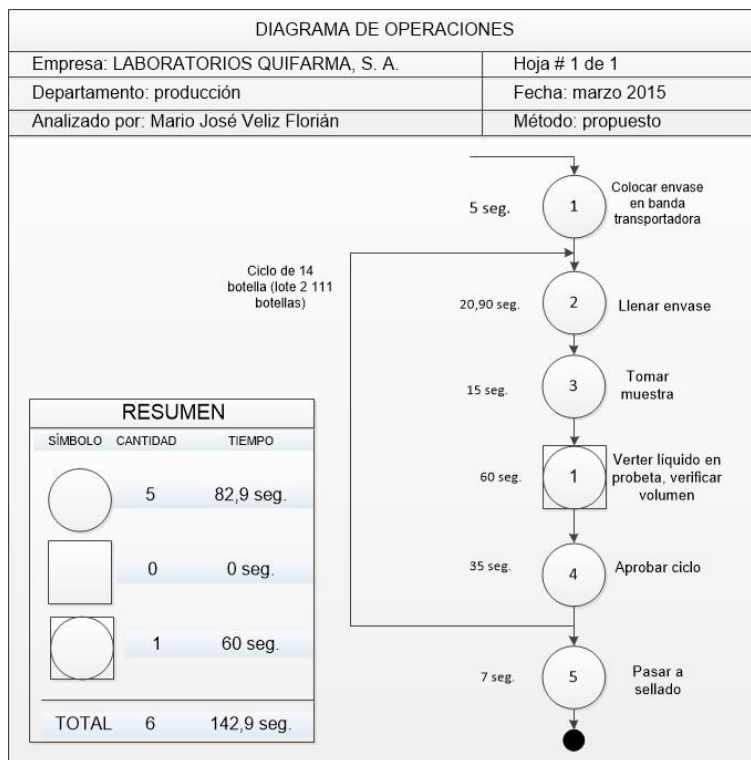 DIAGRAMA DE OPERACIONES
Empresa: LABORATORIOS QUIFARMA, S. A.
Hoja # 1 de 1
Departamento: producción
Fecha: marzo 2015
Analizado por: Mario José Veliz Florián
Método: propuesto
5 seg.
1
Colocar envase
en banda
transportadora
Ciclo de 14
botella (lote 2 111
botellas)
20,90 seg.
2
Llenar envase
15 seg.
3
Tomar
muestra
60 seg.
1
Verter líquido en
probeta, verificar
volumen
35 seg.
4
Aprobar ciclo
7 seg.
5
Pasar a
sellado
RESUMEN
SÍMBOLO CANTIDAD TIEMPO
5 82,9 seg.
0 0 seg.
1 60 seg.
TOTAL 6 142,9 seg.